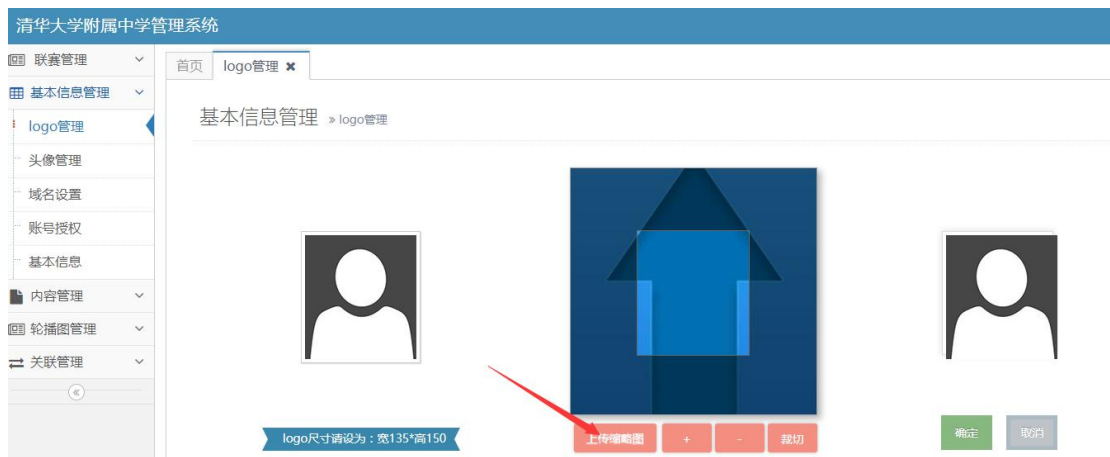 清华大学附属中学管理系统
联赛管理
基本信息管理
logo管理
头像管理
域名设置
账号授权
基本信息
内容管理
轮播图管理
关联管理
首页 logo管理 ✖
基本信息管理 » logo管理
logo尺寸请设为：宽135*高150
上传缩略图 + - 裁切
确定 取消